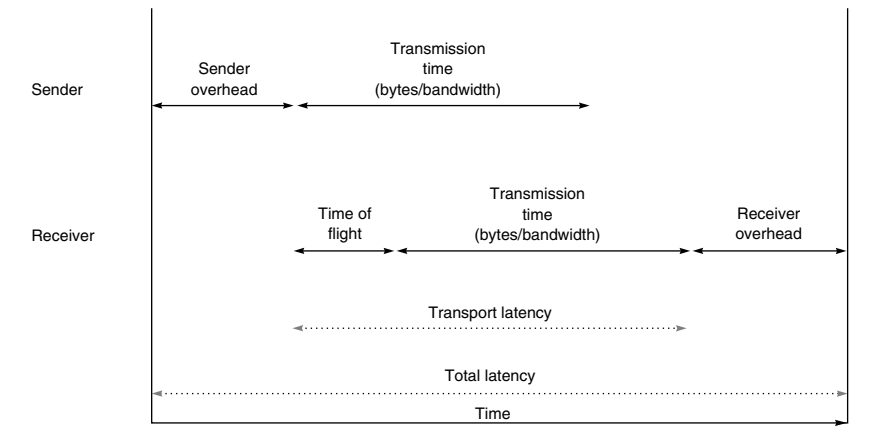 Sender
Sender
overhead
Transmission
time
(bytes/bandwidth)
Receiver
Time of
flight
Transmission
time
(bytes/bandwidth)
Receiver
overhead
Transport latency
Total latency
Time